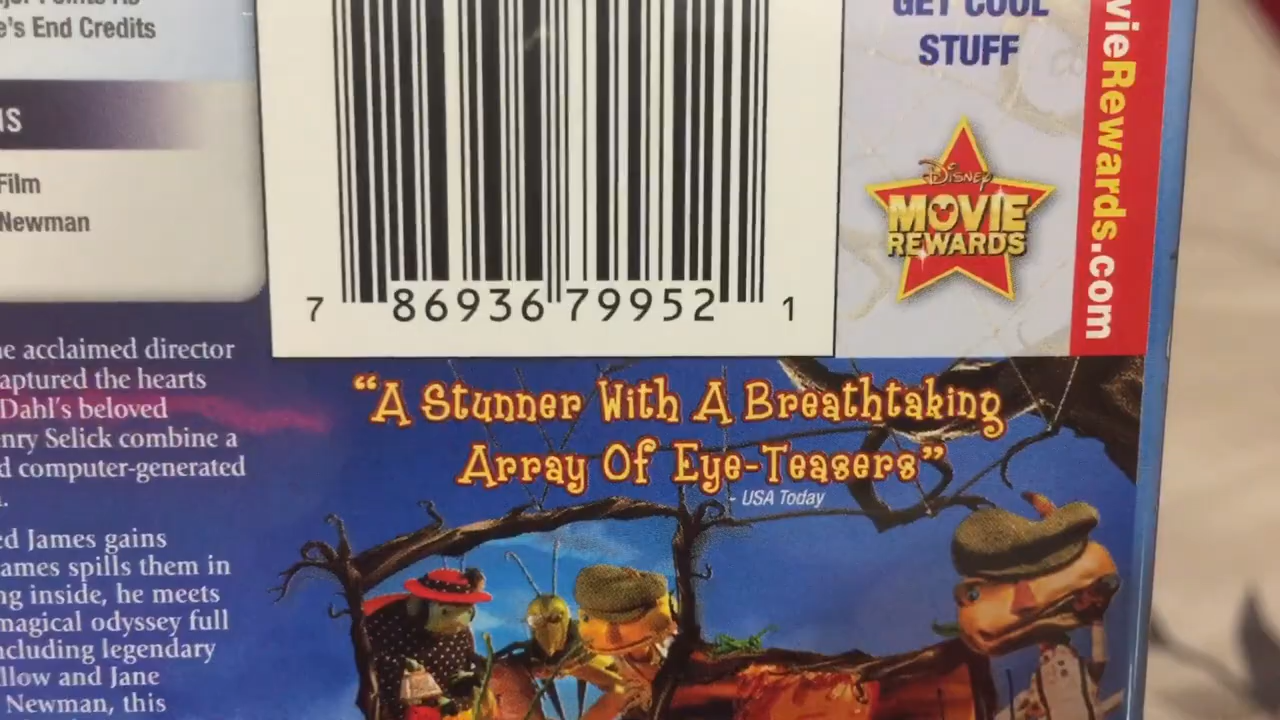 e's End Credits
Film
Newman
7 86936 79952 1
GET COOL
STUFF
DISNEY
MOVIE
REWARDS
vieRewards.com
e acclaimed director
aptured the hearts
Dahl's beloved
nry Selick combine a
d computer-generated
ed James gains
ames spills them in
ng inside, he meets
magical odyssey full
ncluding legendary
llow and Jane
Newman, this
“A Stunner With A Breathtaking
Array Of Eye-Teasers”
- USA Today